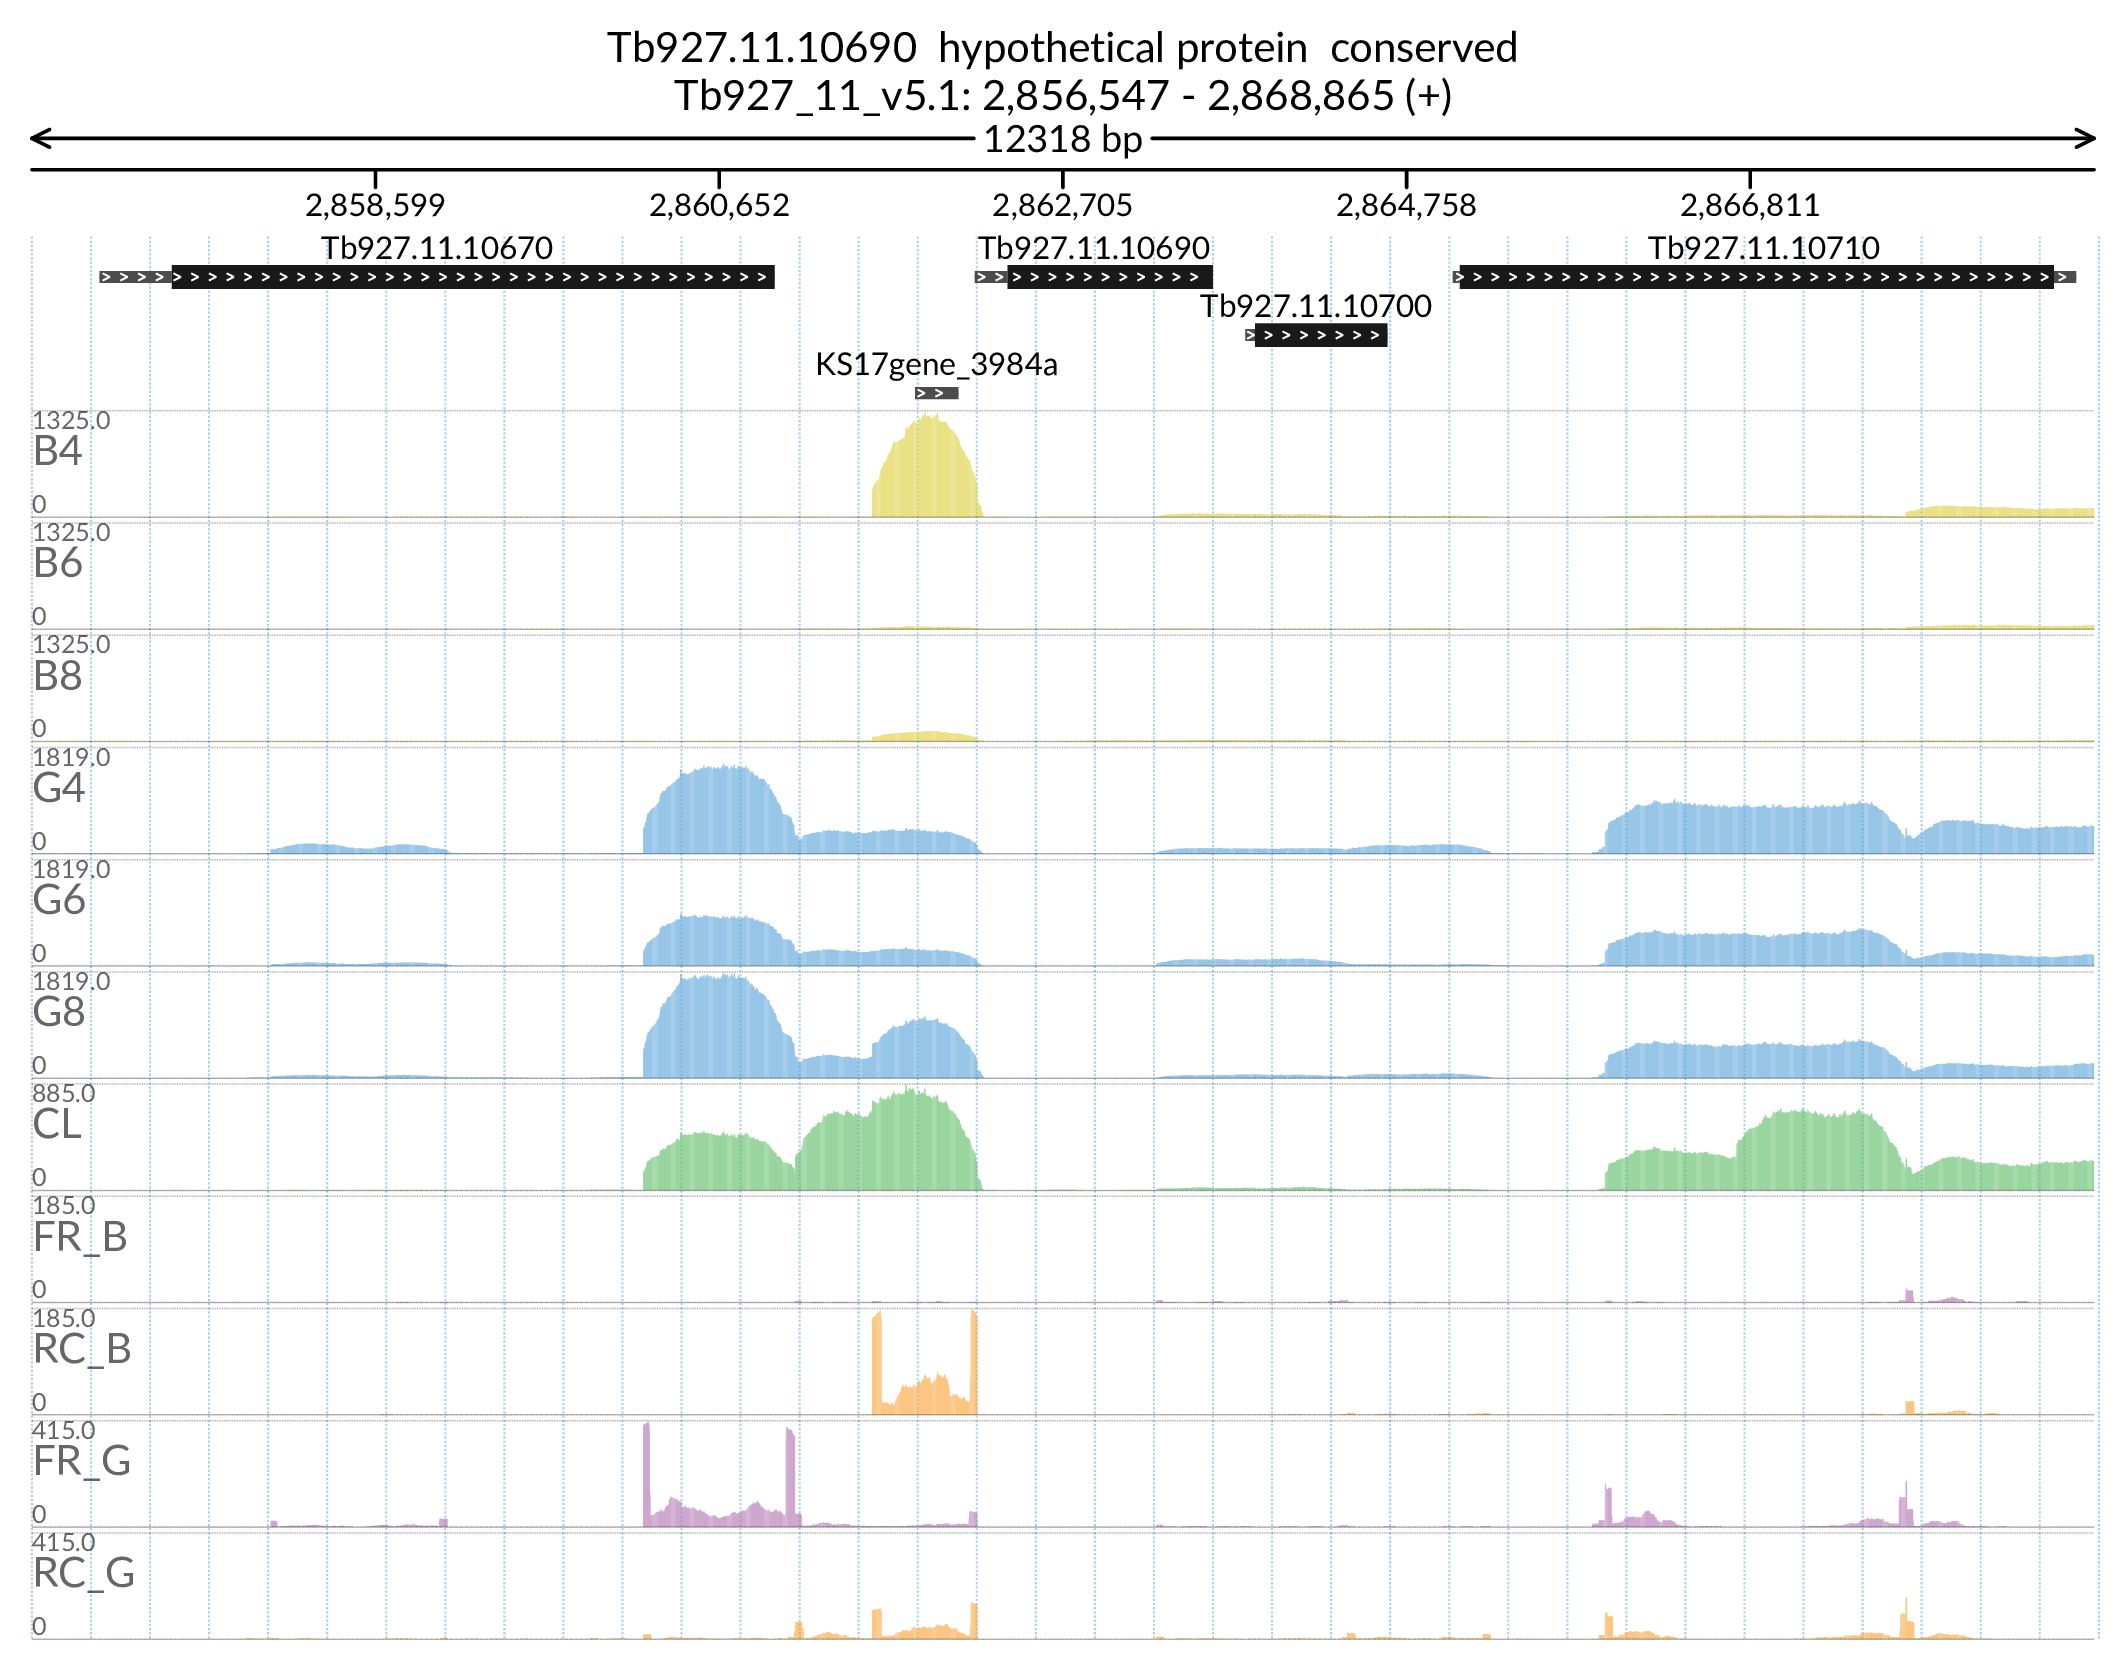 Tb927.11.10690  hypothetical protein  conserved
Tb927_11_v5.1: 2,856,547 - 2,868,865 (+)
12318 bp
2,858,599 2,860,652 2,862,705 2,864,758 2,866,811
Tb927.11.10670 Tb927.11.10690 Tb927.11.10710
Tb927.11.10700
KS17gene_3984a
1325.0
B4
0
1325.0
B6
0
1325.0
B8
0
1819.0
G4
0
1819.0
G6
0
1819.0
G8
0
885.0
CL
0
185.0
FR_B
0
185.0
RC_B
0
415.0
FR_G
0
415.0
RC_G
0